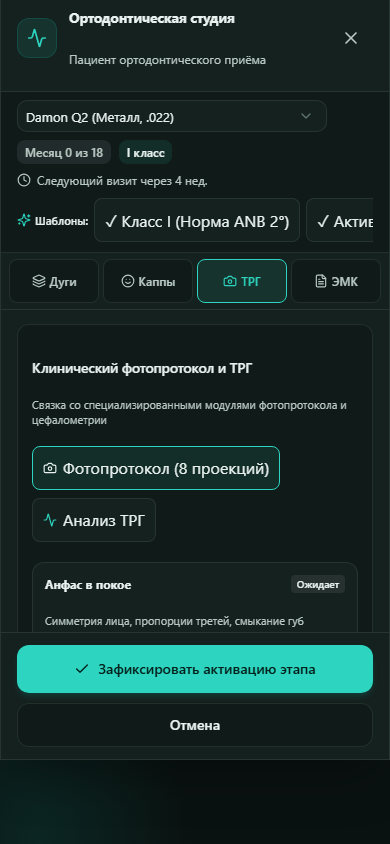 Ортодонтическая студия
Пациент ортодонтического приёма
Damon Q2 (Металл, .022)
Месяц 0 из 18
I класс
Следующий визит через 4 нед.
Шаблоны:
✓ Класс I (Норма ANB 2°)
✓ Актив
Дуги
Каппы
ТРГ
ЭМК
Клинический фотопротокол и ТРГ
Связка со специализированными модулями фотопротокола и
цефалометрии
Фотопротокол (8 проекций)
Анализ ТРГ
Анфас в покое
Ожидает
Симметрия лица, пропорции третей, смыкание губ
Зафиксировать активацию этапа
Отмена